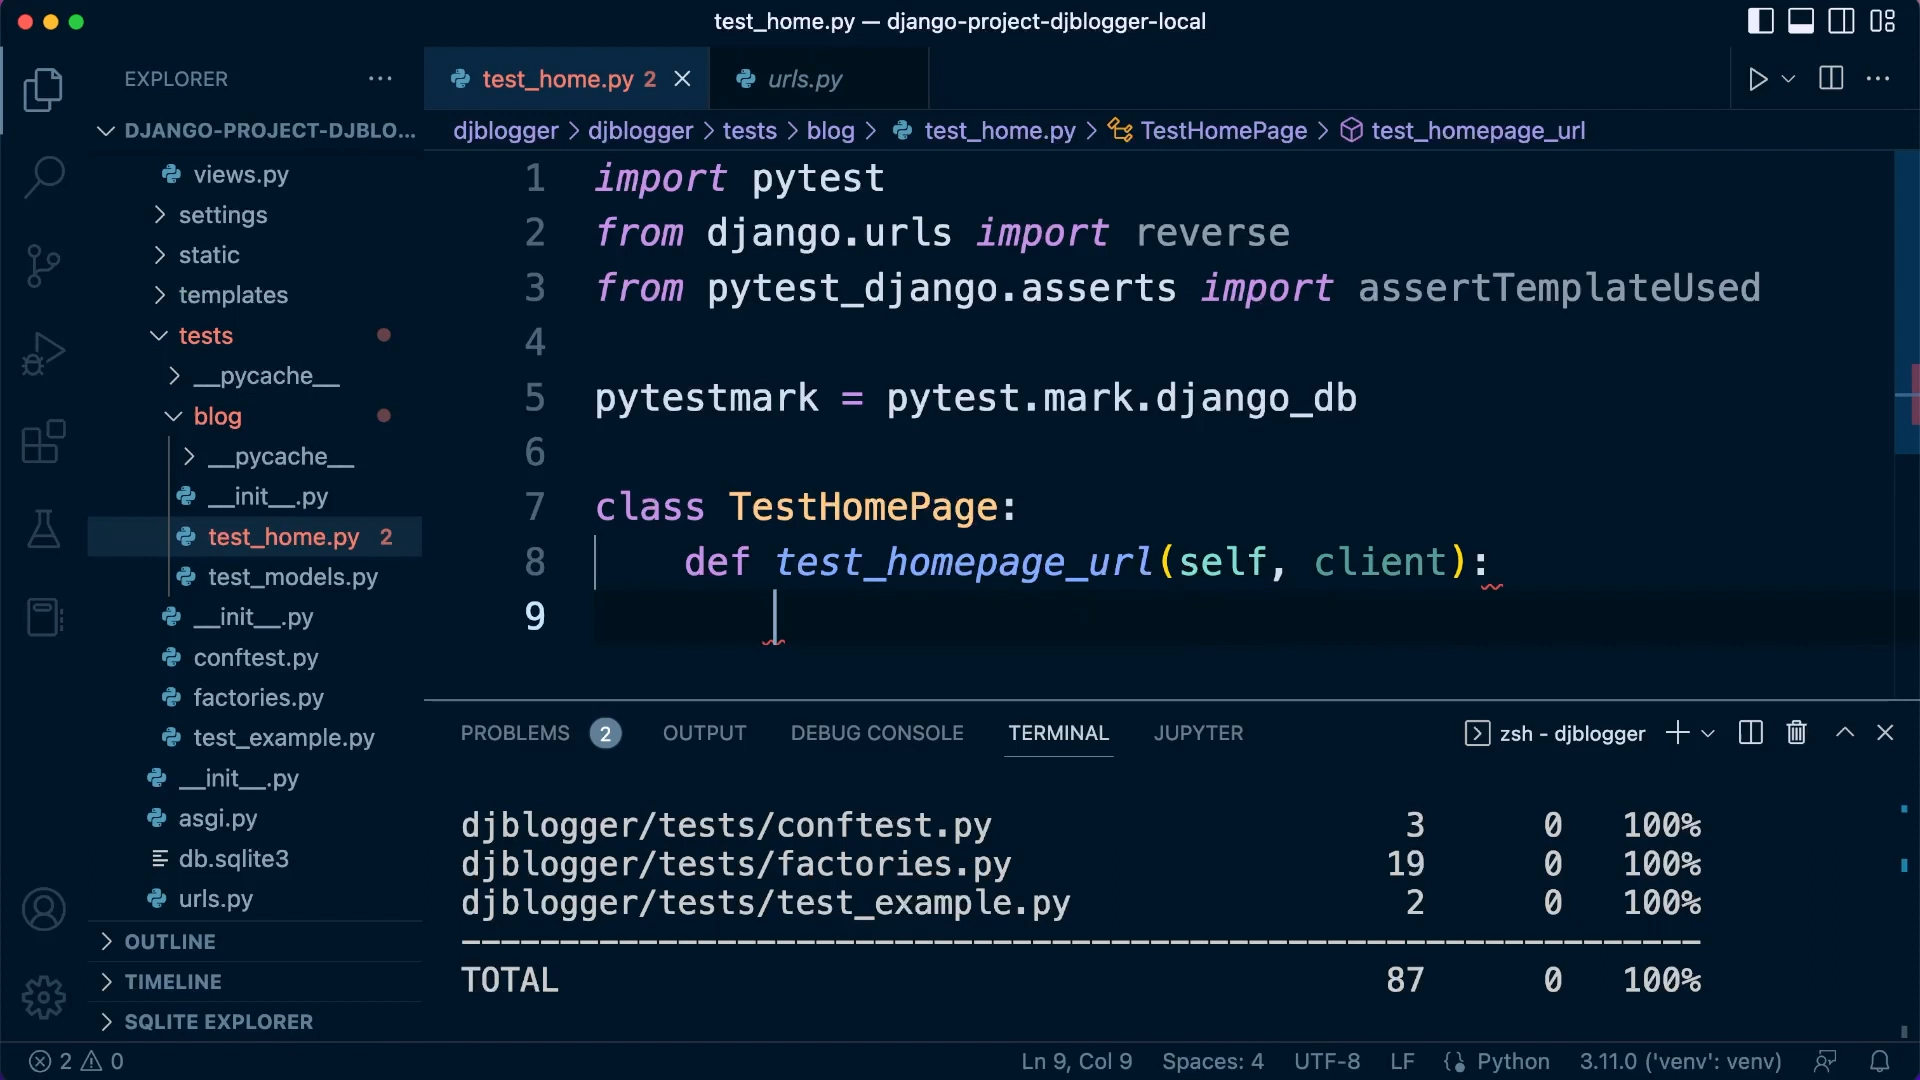 test_home.py — django-project-djblogger-local
EXPLORER
test_home.py 2
urls.py
DJANGO-PROJECT-DJBLO...
djblogger > djblogger > tests > blog > test_home.py > TestHomePage > test_homepage_url
views.py
settings
static
templates
tests
__pycache__
blog
__pycache__
__init__.py
test_home.py 2
test_models.py
__init__.py
conftest.py
factories.py
test_example.py
__init__.py
asgi.py
db.sqlite3
urls.py
OUTLINE
TIMELINE
SQLITE EXPLORER
1 import pytest
2 from django.urls import reverse
3 from pytest_django.asserts import assertTemplateUsed
4
5 pytestmark = pytest.mark.django_db
6
7 class TestHomePage:
8 def test_homepage_url(self, client):
9
PROBLEMS 2 OUTPUT DEBUG CONSOLE TERMINAL JUPYTER zsh - djblogger
djblogger/tests/conftest.py 3 0 100%
djblogger/tests/factories.py 19 0 100%
djblogger/tests/test_example.py 2 0 100%
TOTAL 87 0 100%
2 0 Ln 9, Col 9 Spaces: 4 UTF-8 LF Python 3.11.0 ('venv': venv)